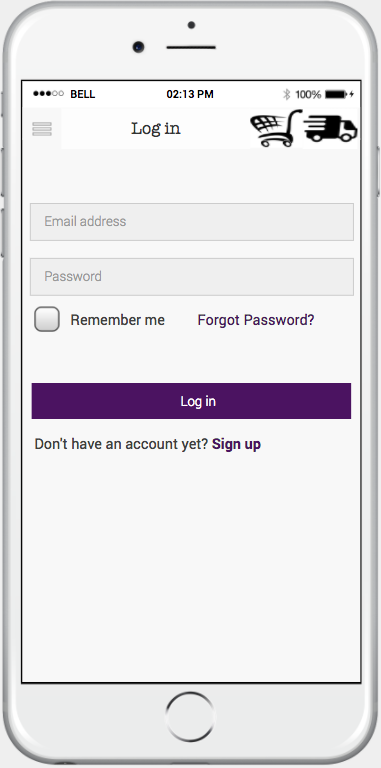 BELL 02:13 PM 100%
Log in
Email address
Password
Remember me Forgot Password?
Log in
Don't have an account yet? Sign up